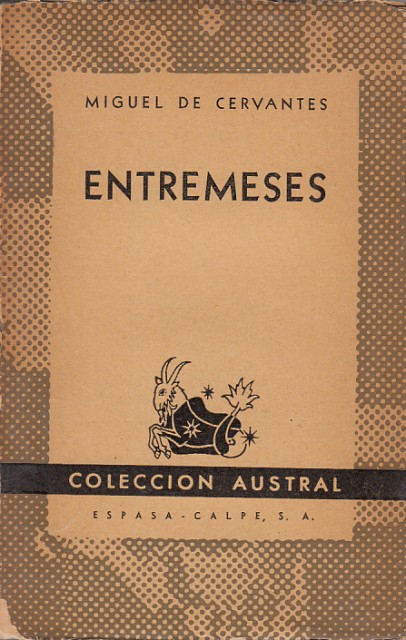 MIGUEL DE CERVANTES
ENTREMESES
COLECCION AUSTRAL
ESPASA - CALPE, S. A.